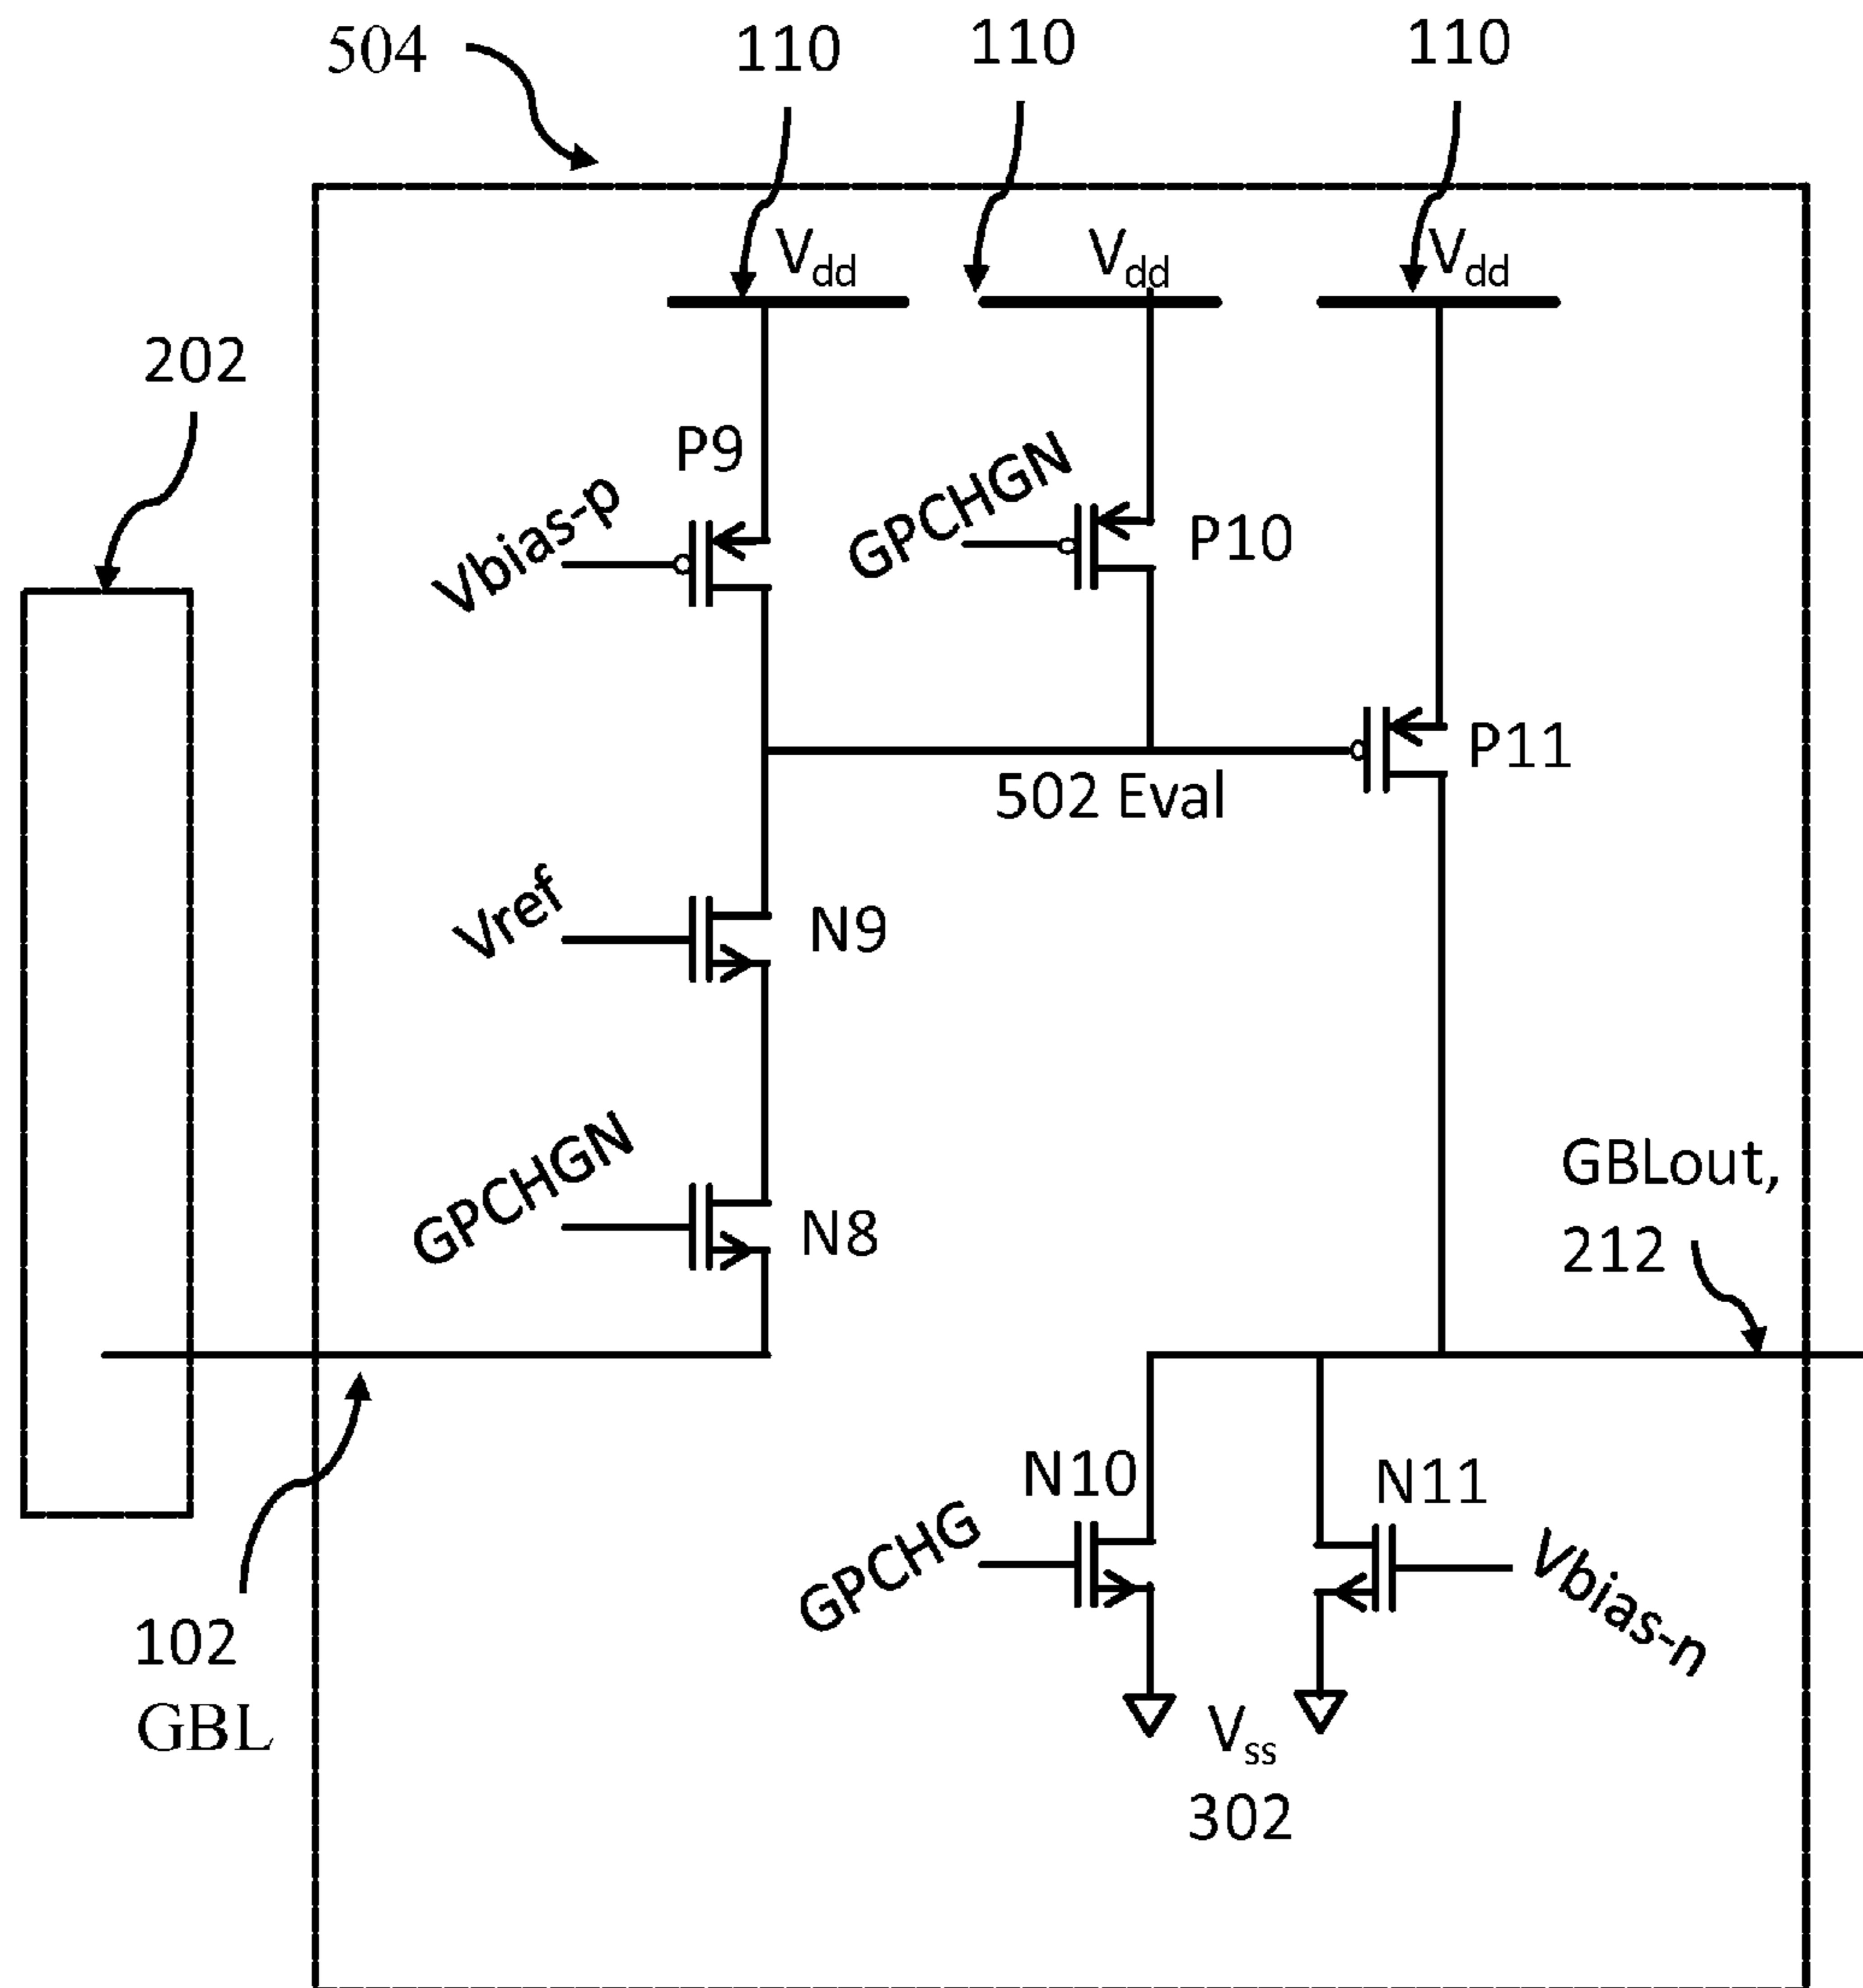 504
110
110
110
Vdd
Vdd
Vdd
202
P9
Vbias-p
GPCHGN
P10
P11
502 Eval
Vref
N9
GPCHGN
N8
GBLout,
212
N10
N11
GPCHG
Vbias-n
102
GBL
Vss
302